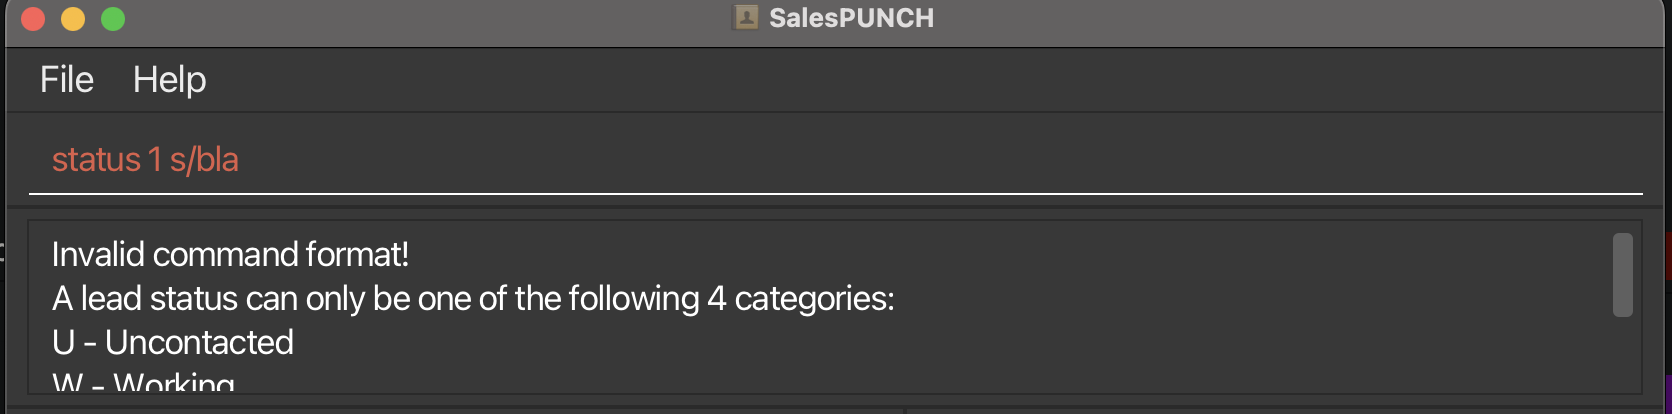 SalesPUNCH
File Help
status 1 s/bla
Invalid command format!
A lead status can only be one of the following 4 categories:
U - Uncontacted
W - Working